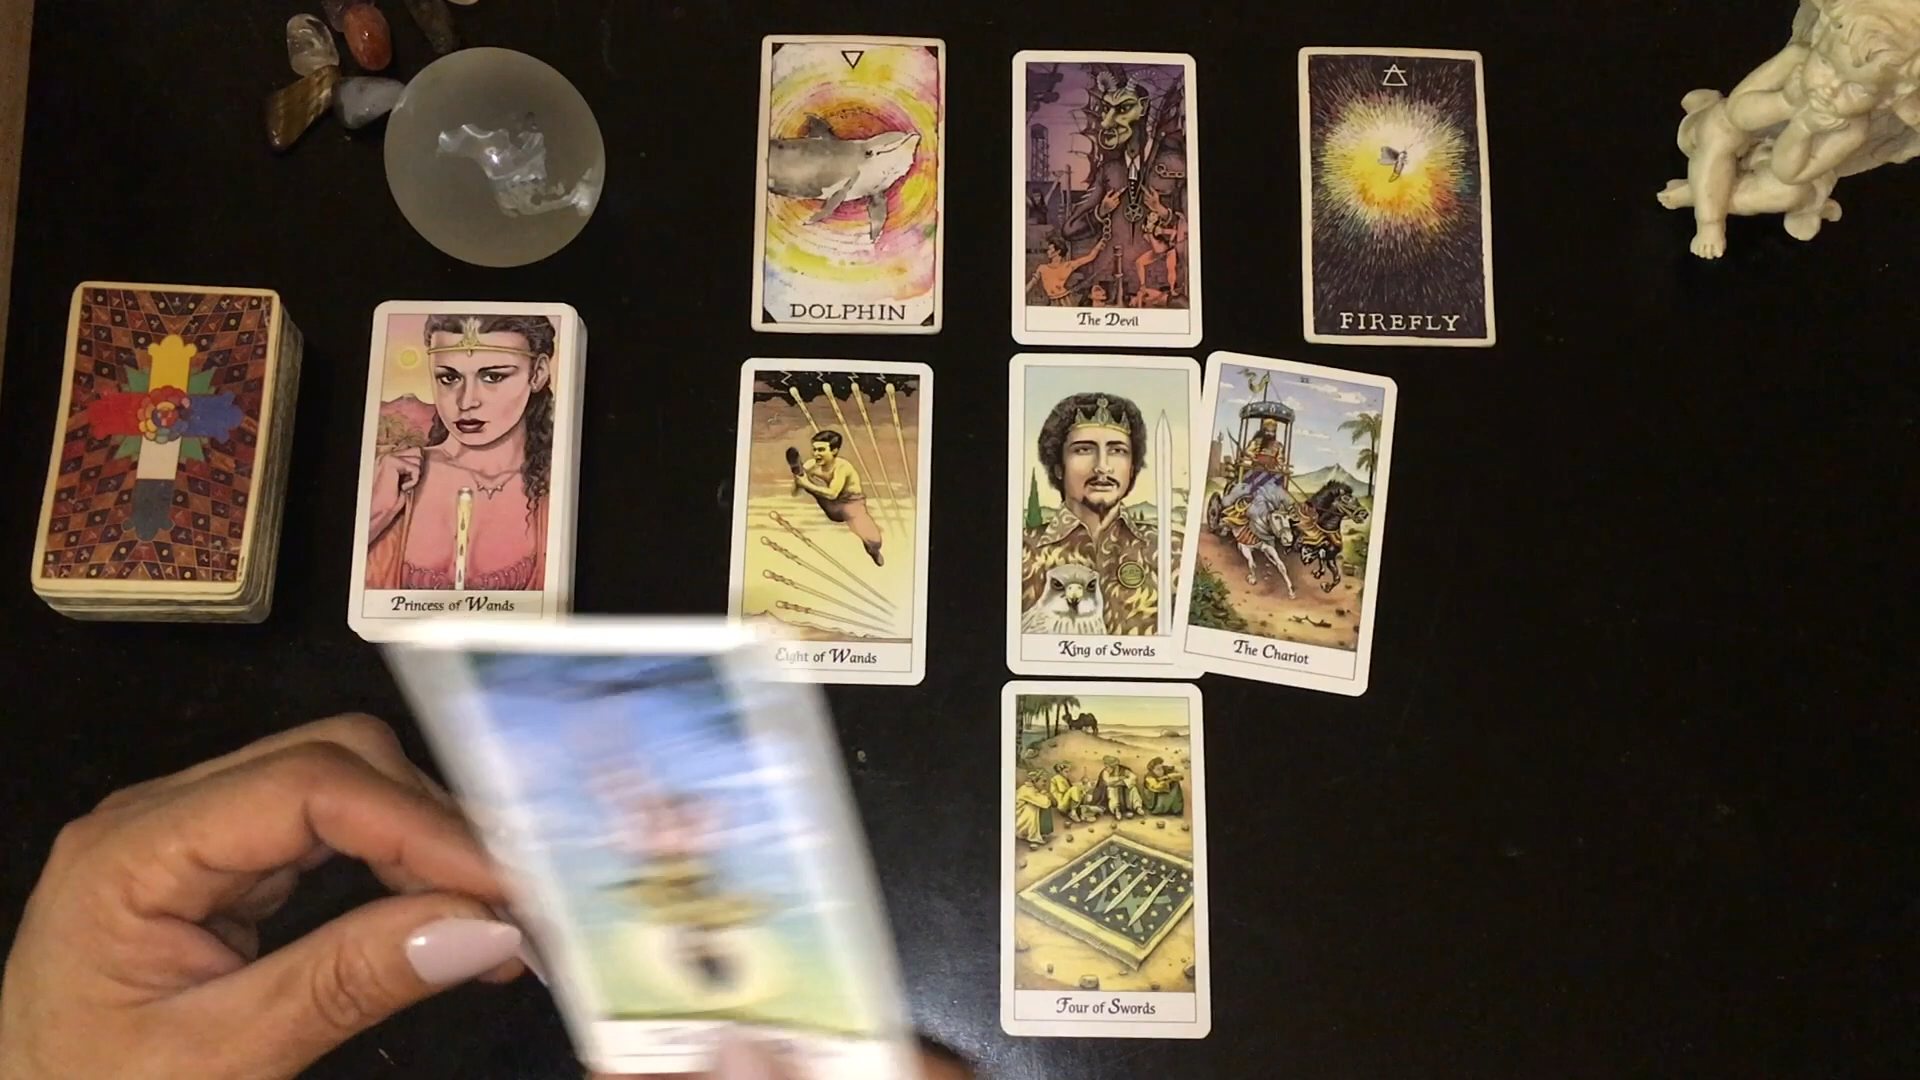 DOLPHIN
The Devil
FIREFLY
Princess of Wands
Eight of Wands
King of Swords
The Chariot
Four of Swords